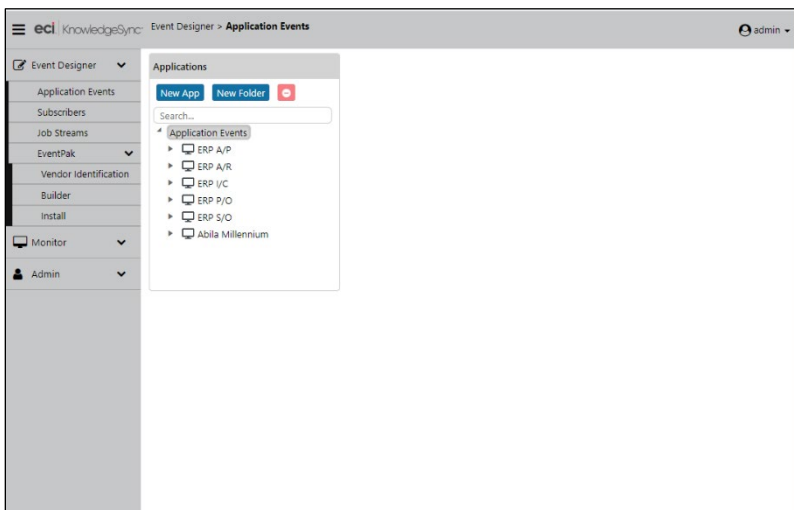 eci KnowledgeSync
Event Designer > Application Events
admin
Event Designer
Application Events
Subscribers
Job Streams
EventPak
Vendor Identification
Builder
Install
Monitor
Admin
Applications
New App New Folder
Search...
Application Events
ERP A/P
ERP A/R
ERP I/C
ERP P/O
ERP S/O
Abila Millennium